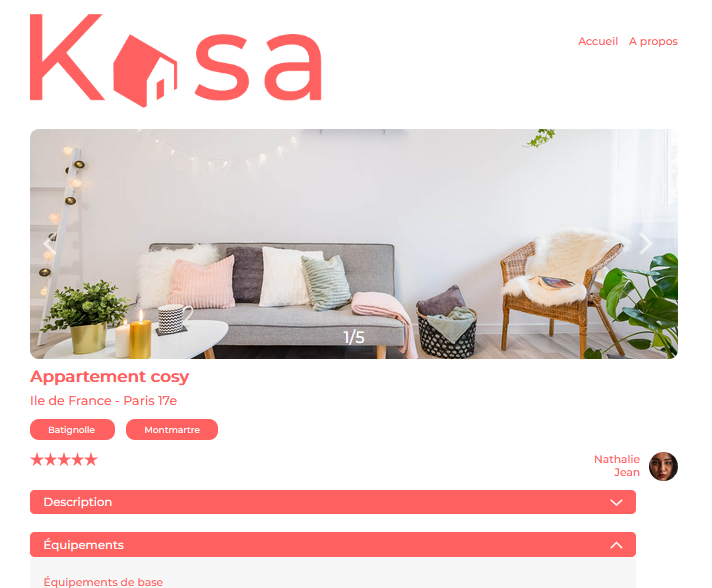 Kasa
Accueil A propos
1/5
Appartement cosy
Ile de France - Paris 17e
Batignolle Montmartre
Nathalie
Jean
Description
Équipements
Équipements de base